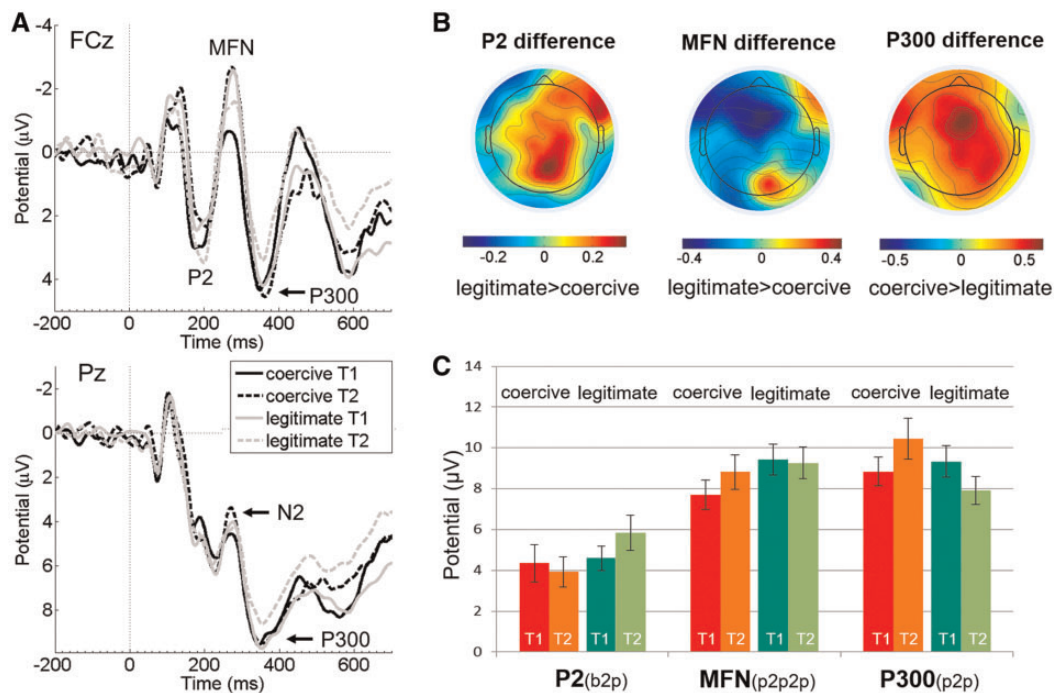 A
FCz
MFN
P2
P300
-4
-2
0
2
4
-200
0
200
400
600
Potential (µV)
Time (ms)
Pz
coercive T1
coercive T2
legitimate T1
legitimate T2
N2
P300
-2
0
2
4
6
8
-200
0
200
400
600
Potential (µV)
Time (ms)
B
P2 difference
MFN difference
P300 difference
-0.2 0 0.2
-0.4 0 0.4
-0.5 0 0.5
legitimate>coercive
legitimate>coercive
coercive>legitimate
C
14
12
10
8
6
4
2
0
Potential (µV)
coercive legitimate
coercive legitimate
coercive legitimate
T1 T2 T1 T2
T1 T2 T1 T2
T1 T2 T1 T2
P2(b2p)
MFN(p2p2p)
P300(p2p)